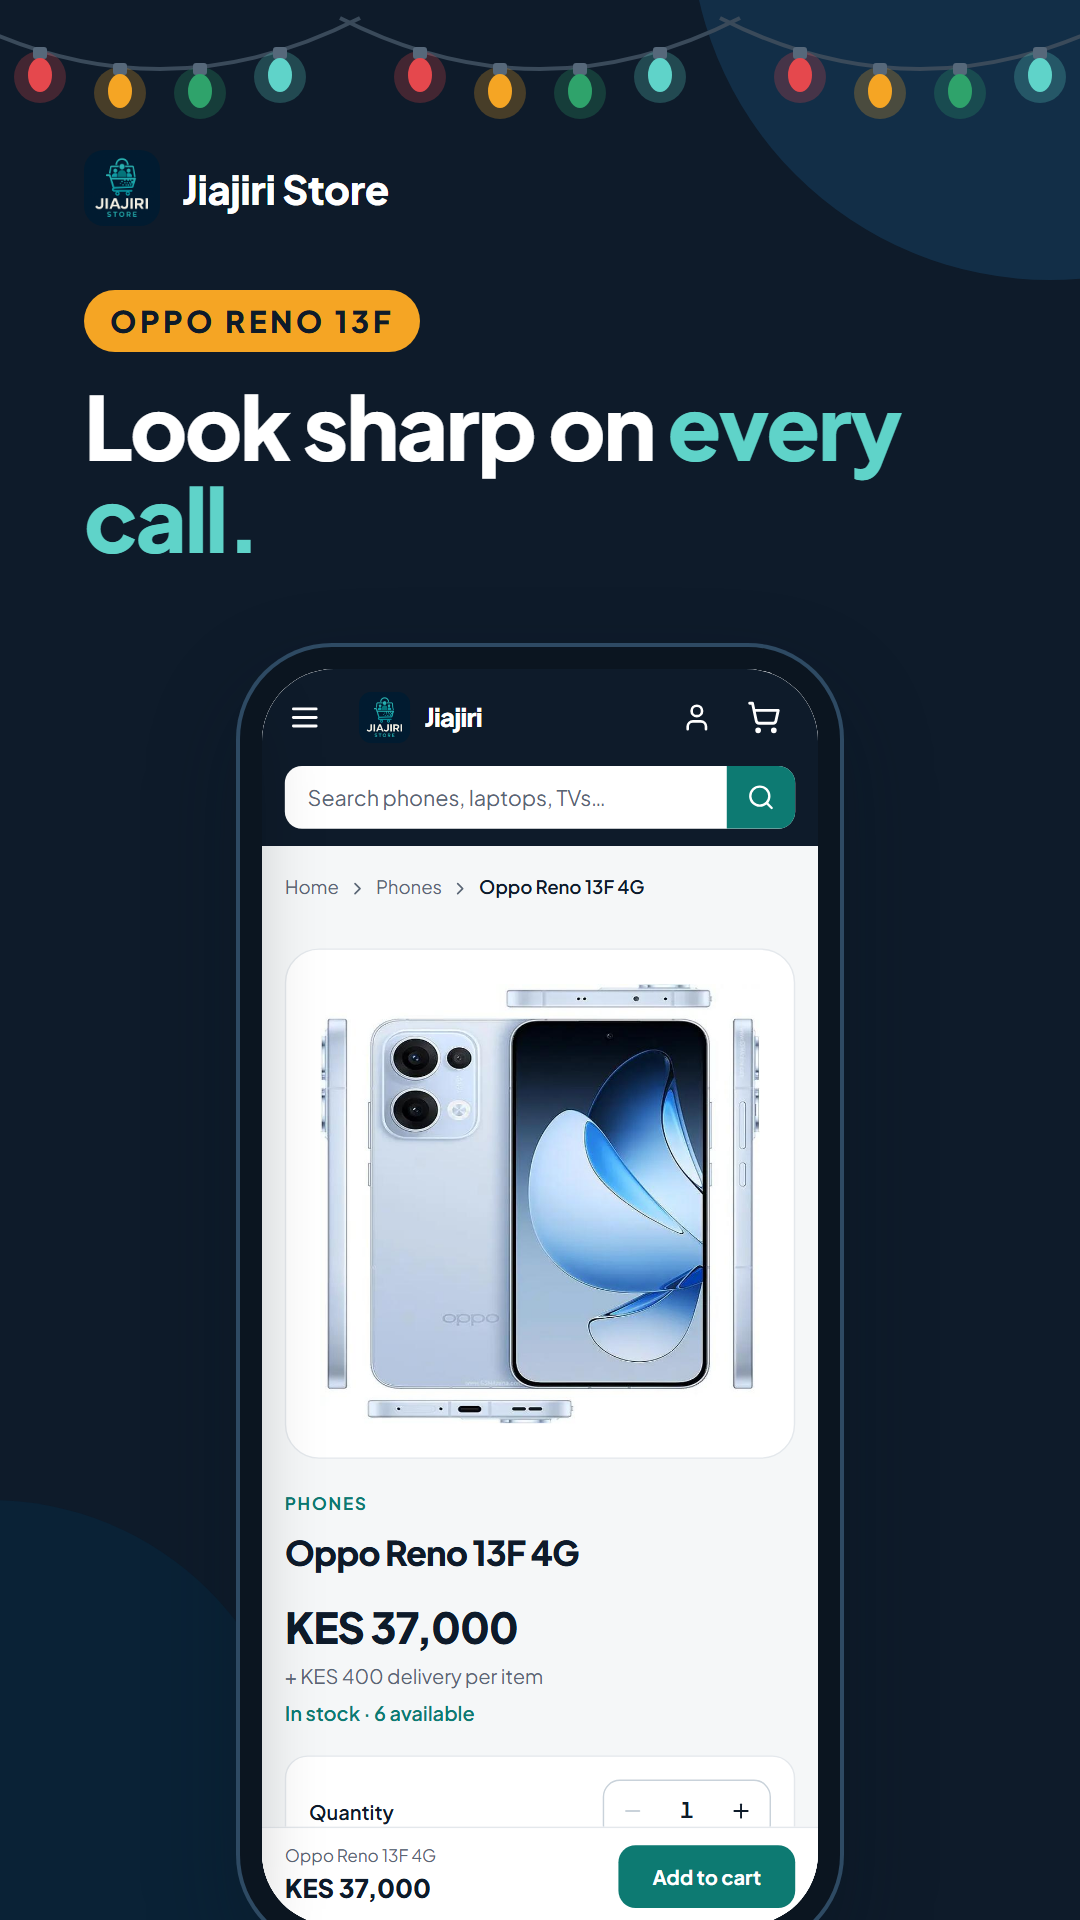 JIAJIRI
STORE
Jiajiri Store
OPPO RENO 13F
Look sharp on every
call.
JIAJIRI
STORE
Jiajiri
Search phones, laptops, TVs...
Home > Phones > Oppo Reno 13F 4G
oppo
PHONES
Oppo Reno 13F 4G
KES 37,000
+ KES 400 delivery per item
In stock · 6 available
Quantity
− 1 +
Oppo Reno 13F 4G
KES 37,000
Add to cart